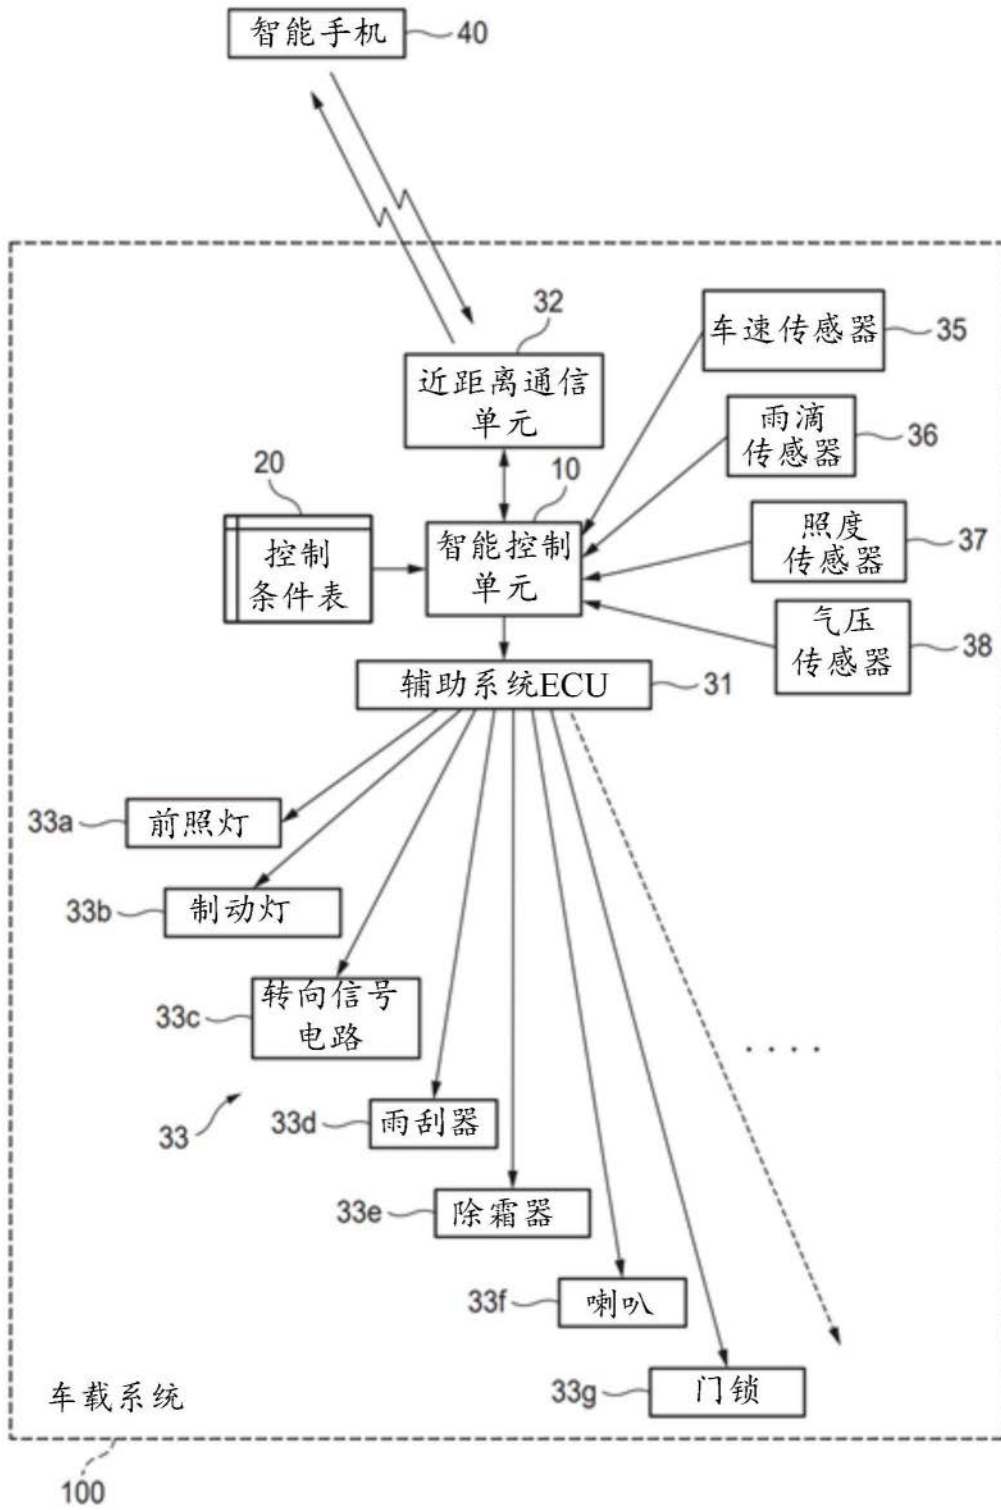 智能手机
40
32
近距离通信
单元
车速传感器
35
雨滴
传感器
36
20
控制
条件表
10
智能控制
单元
照度
传感器
37
气压
传感器
38
辅助系统ECU
31
33a
前照灯
33b
制动灯
33c
转向信号
电路
....
33
33d
雨刮器
33e
除霜器
33f
喇叭
33g
门锁
车载系统
100